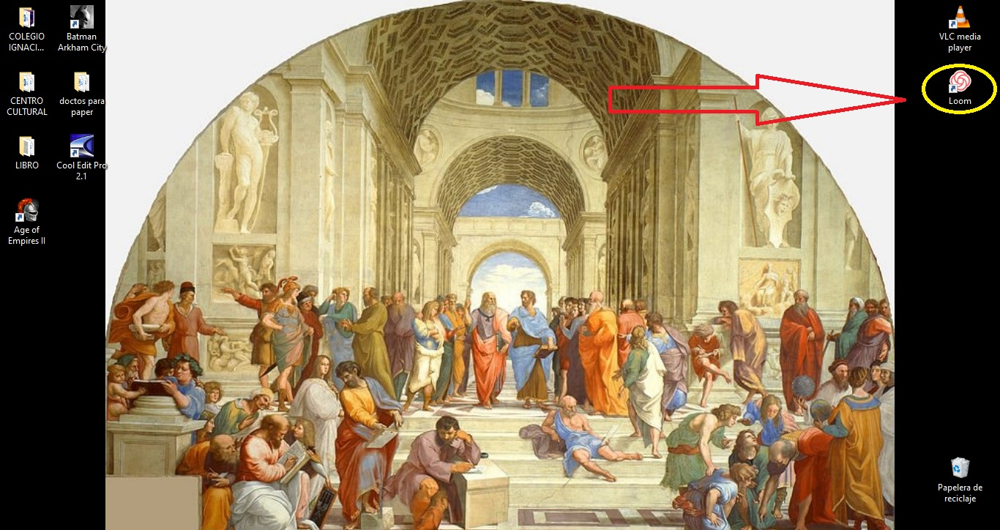 COLEGIO
IGNACI...
Batman
Arkham City
CENTRO
CULTURAL
doctos para
paper
LIBRO
Cool Edit Pro
2.1
Age of
Empires II
VLC media
player
Loom
Papelera de
reciclaje